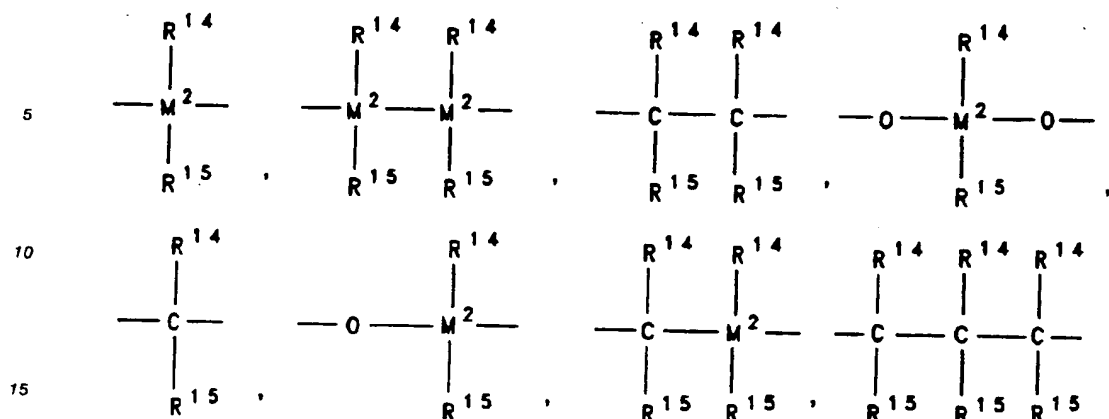 R¹⁴ R¹⁴ R¹⁴ R¹⁴ R¹⁴ R¹⁴
5 —M²— —M²—M²— —C—C— —O—M²—O—
R¹⁵ , R¹⁵ R¹⁵ , R¹⁵ R¹⁵ , R¹⁵ ,
10 R¹⁴ R¹⁴ R¹⁴ R¹⁴ R¹⁴ R¹⁴ R¹⁴
—C— —O—M²— —C—M²— —C—C—C—
15 R¹⁵ , R¹⁵ , R¹⁵ R¹⁵ , R¹⁵ R¹⁵ R¹⁵